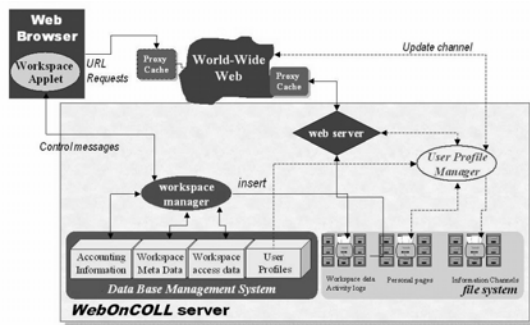 Web
Browser
Workspace
Applet
URL
Requests
Proxy
Cache
World-Wide
Web
Proxy
Cache
Update channel
web server
User Profile
Manager
Control messages
workspace
manager
insert
Accounting
Information
Workspace
Meta Data
Workspace
access data
User
Profiles
Data Base Management System
Workspace data
Activity logs
Personal pages
Information Channels
file system
WebOnCOLL server